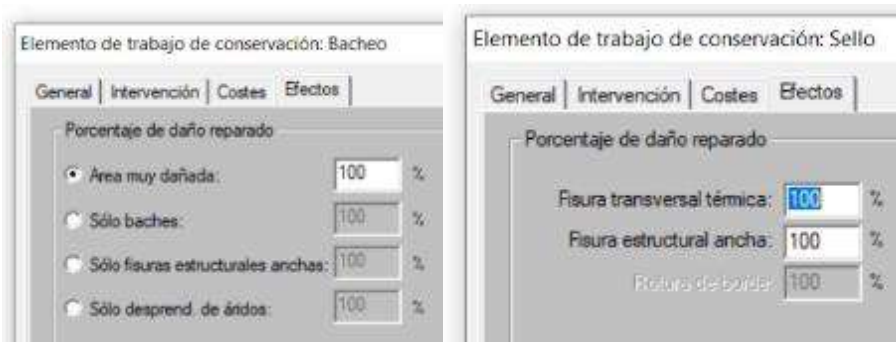 Elemento de trabajo de conservación: Bacheo
General Intervención Costes Efectos
Porcentaje de daño reparado
Area muy dañada: 100 %
Sólo baches: 100 %
Sólo fisuras estructurales anchas: 100 %
Sólo desprend. de áridos: 100 %
Elemento de trabajo de conservación: Sello
General Intervención Costes Efectos
Porcentaje de daño reparado
Fisura transversal térmica: 100 %
Fisura estructural ancha: 100 %
Rotura de borde: 100 %